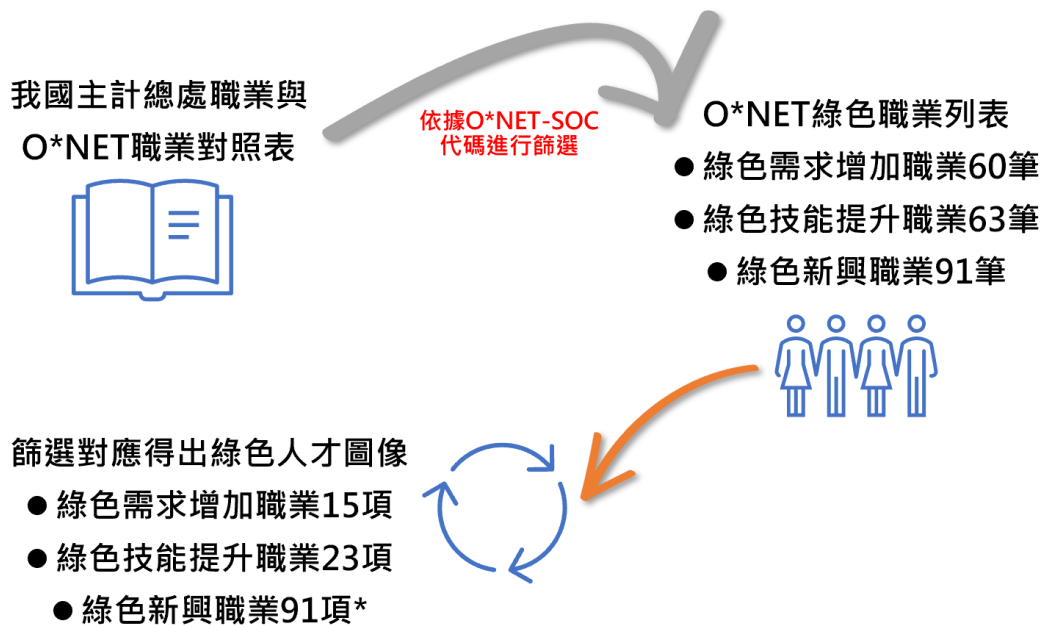 我國主計總處職業與
O*NET職業對照表
依據O*NET-SOC
代碼進行篩選
O*NET綠色職業列表
● 綠色需求增加職業60筆
● 綠色技能提升職業63筆
● 綠色新興職業91筆
篩選對應得出綠色人才圖像
● 綠色需求增加職業15項
● 綠色技能提升職業23項
● 綠色新興職業91項*